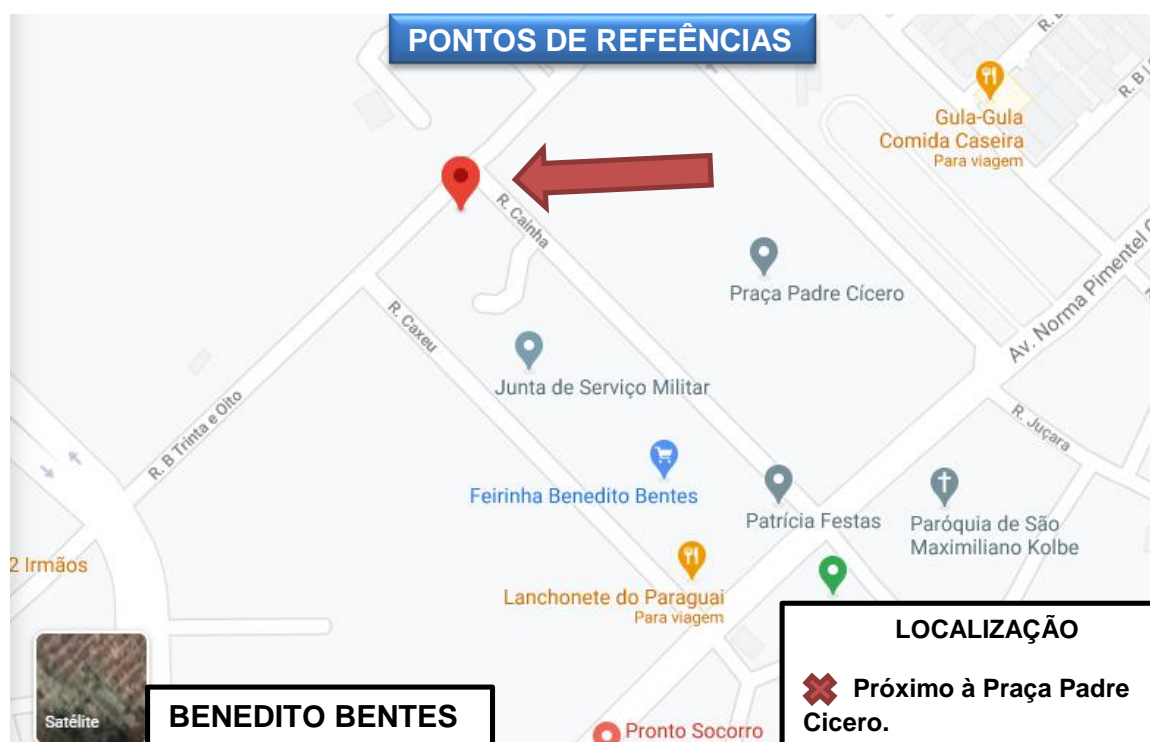 PONTOS DE REFEÊNCIAS
Gula-Gula
Comida Caseira
Para viagem
R. Cainha
Praça Padre Cícero
Av. Norma Pimentel
R. Caxeu
Junta de Serviço Militar
R. B Trinta e Oito
R. Juçara
Feirinha Benedito Bentes
Patrícia Festas
Paróquia de São
Maximiliano Kolbe
2 Irmãos
Lanchonete do Paraguai
Para viagem
LOCALIZAÇÃO
Próximo à Praça Padre
Cicero.
Satélite
BENEDITO BENTES
Pronto Socorro